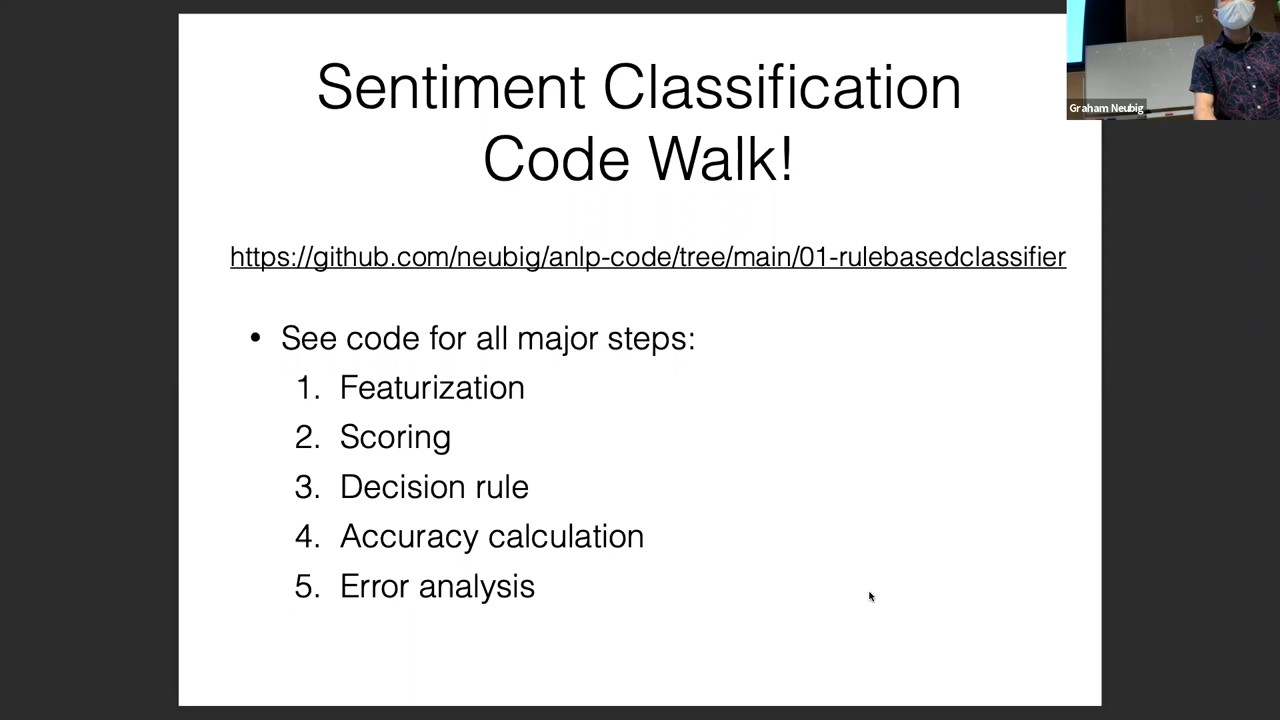 Sentiment Classification
Code Walk!
https://github.com/neubig/anlp-code/tree/main/01-rulebasedclassifier
• See code for all major steps:
1. Featurization
2. Scoring
3. Decision rule
4. Accuracy calculation
5. Error analysis
Graham Neubig